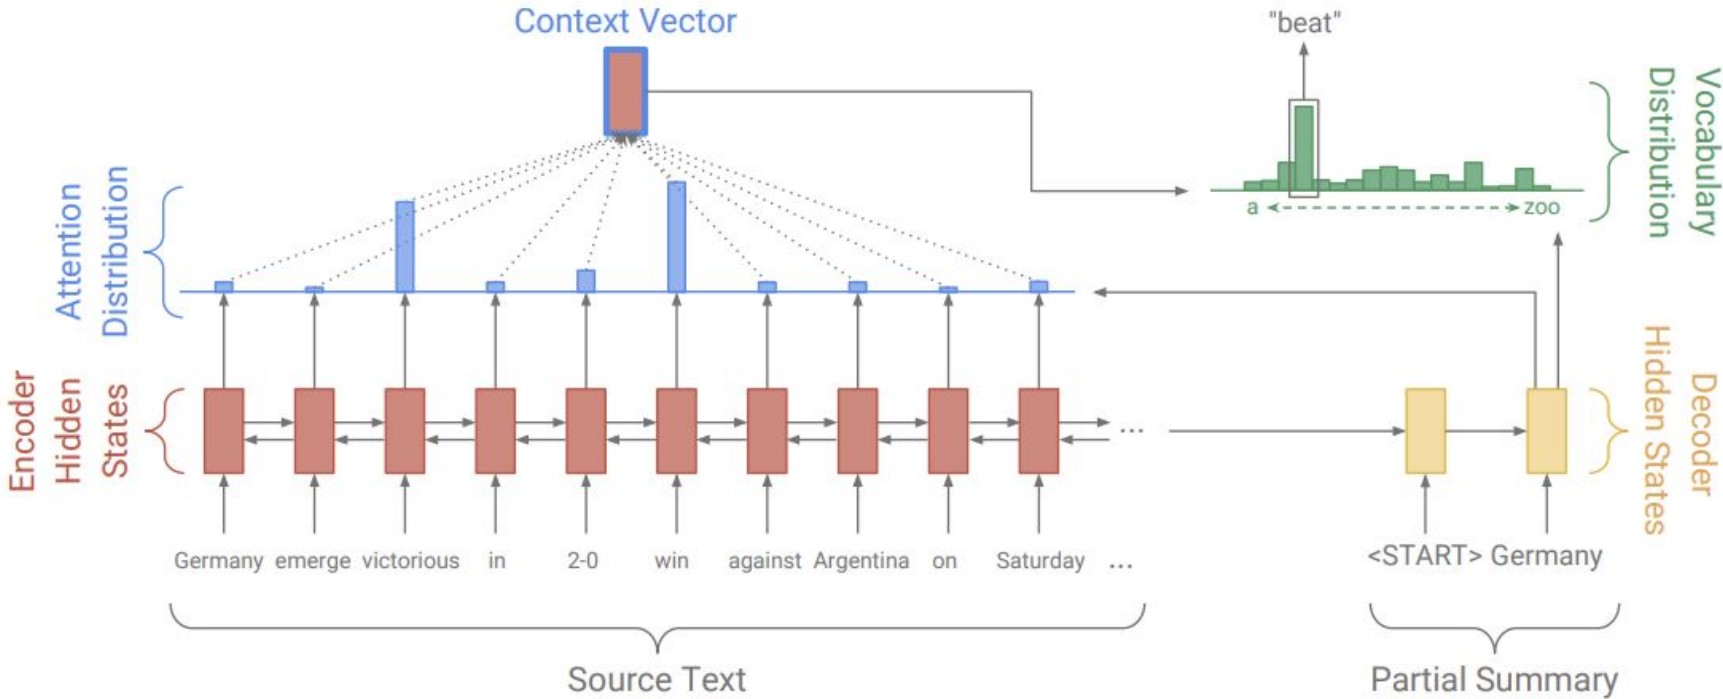 Context Vector
"beat"
Vocabulary
Distribution
a
zoo
Attention
Distribution
Encoder
Hidden
States
Decoder
Hidden States
...
Germany emerge victorious in 2-0 win against Argentina on Saturday ...
<START> Germany
Source Text
Partial Summary